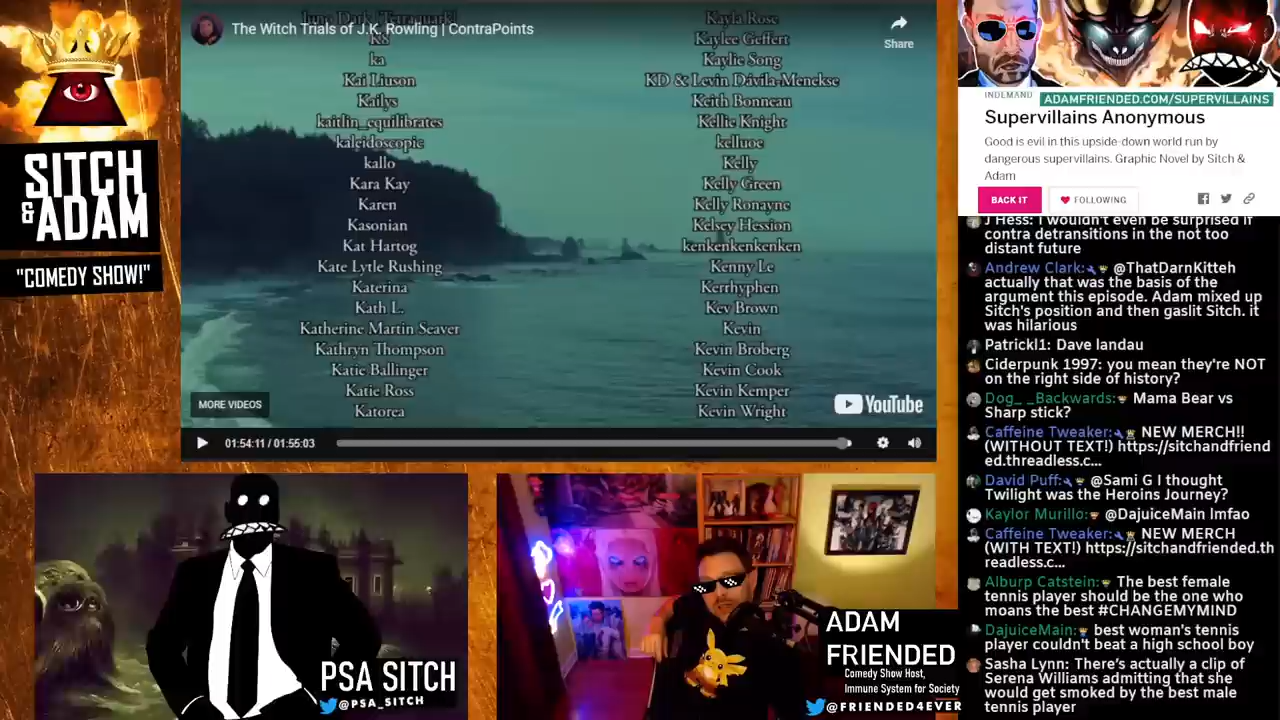 The Witch Trials of J.K. Rowling | ContraPoints
Share
K8
ka
Kai Liuson
Kailys
kaitlin_equilibrates
kaleidoscopic
kallo
Kara Kay
Karen
Kasonian
Kat Hartog
Kate Lytle Rushing
Katerina
Kath L.
Katherine Martin Seaver
Kathryn Thompson
Katie Ballinger
Katie Ross
Katorea
Kayla Rose
Kaylee Geffert
Kaylie Song
KD & Levin Dávila-Menekse
Keith Bonneau
Kellie Knight
kelluoe
Kelly
Kelly Green
Kelly Ronayne
Kelsey Hession
kenkenkenkenken
Kenny Le
Kerrhyphen
Kev Brown
Kevin
Kevin Broberg
Kevin Cook
Kevin Kemper
Kevin Wright
MORE VIDEOS
YouTube
01:54:11 / 01:55:03
SITCH
& ADAM
"COMEDY SHOW!"
INDEMAND
ADAMFRIENDED.COM/SUPERVILLAINS
Supervillains Anonymous
Good is evil in this upside-down world run by
dangerous supervillains. Graphic Novel by Sitch &
Adam
BACK IT
FOLLOWING
J Hess: I wouldn't even be surprised if
contra detransitions in the not too
distant future
Andrew Clark: @ThatDarnKitteh
actually that was the basis of the
argument this episode. Adam mixed up
Sitch's position and then gaslit Sitch. it
was hilarious
Patrickl1: Dave landau
Ciderpunk 1997: you mean they're NOT
on the right side of history?
Dog_ _Backwards: Mama Bear vs
Sharp stick?
Caffeine Tweaker: NEW MERCH!!
(WITHOUT TEXT!) https://sitchandfriend
ed.threadless.c...
David Puff: @Sami G I thought
Twilight was the Heroins Journey?
Kaylor Murillo: @DajuiceMain lmfao
Caffeine Tweaker: NEW MERCH
(WITH TEXT!) https://sitchandfriended.th
readless.c...
Alburp Catstein: The best female
tennis player should be the one who
moans the best #CHANGEMYMIND
DajuiceMain: best woman's tennis
player couldn't beat a high school boy
Sasha Lynn: There's actually a clip of
Serena Williams admitting that she
would get smoked by the best male
tennis player
PSA SITCH
@PSA_SITCH
ADAM
FRIENDED
Comedy Show Host,
Immune System for Society
@FRIENDED4EVER